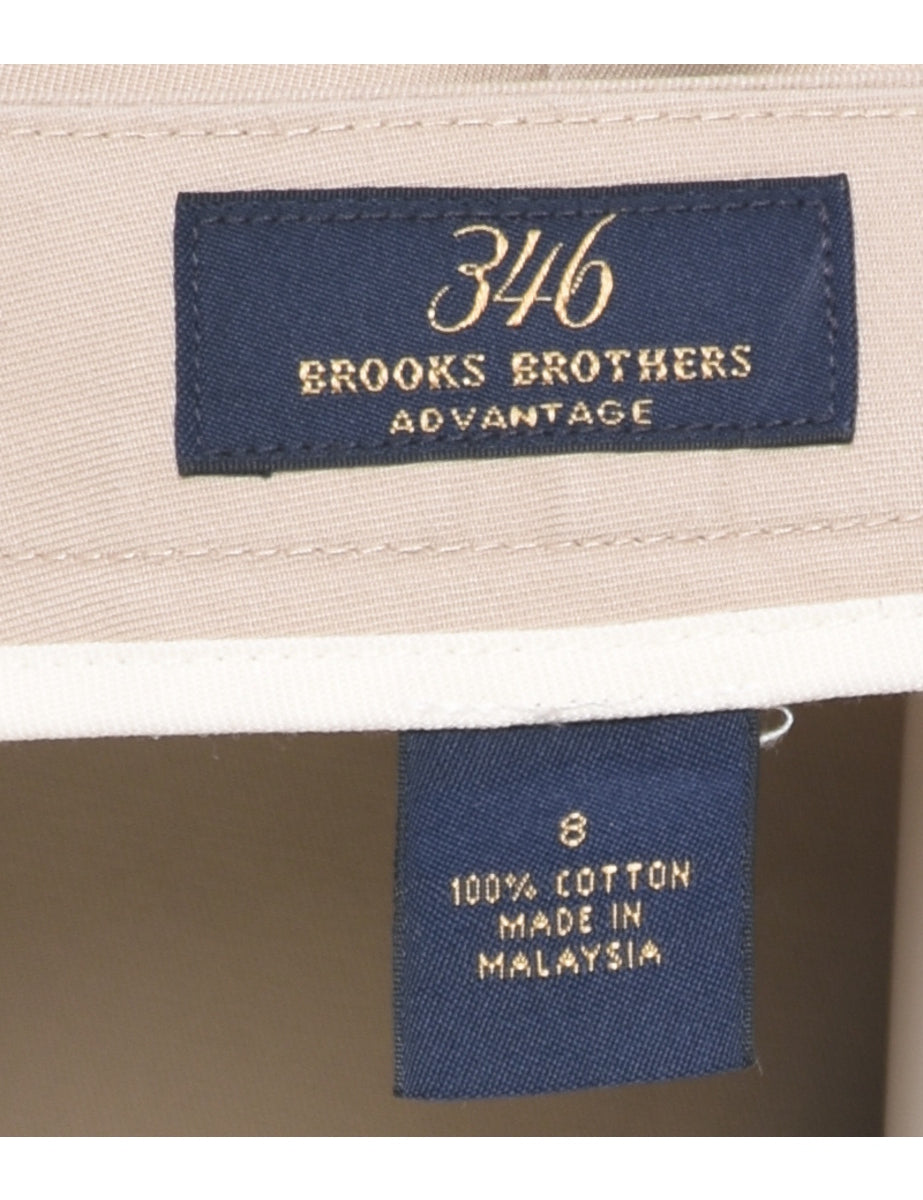 346
BROOKS BROTHERS
ADVANTAGE
8
100% COTTON
MADE IN
MALAYSIA